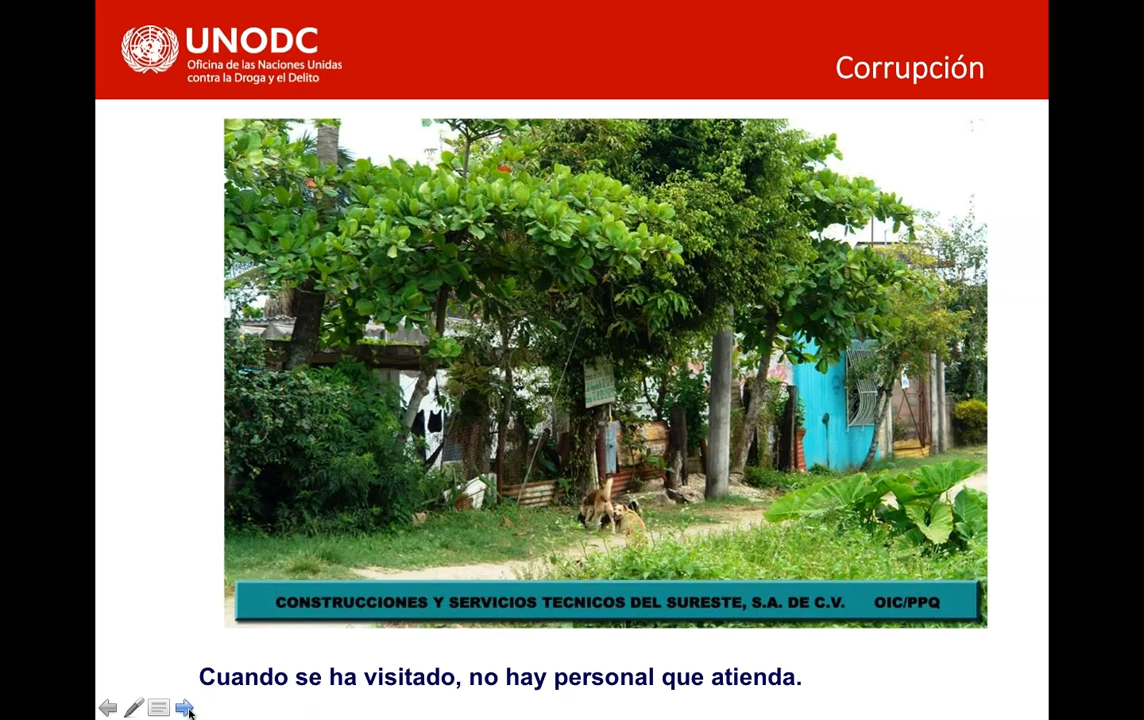 UNODC
Oficina de las Naciones Unidas
contra la Droga y el Delito
Corrupción
CONSTRUCCIONES Y SERVICIOS TECNICOS DEL SURESTE, S.A. DE C.V. OIC/PPQ
Cuando se ha visitado, no hay personal que atienda.